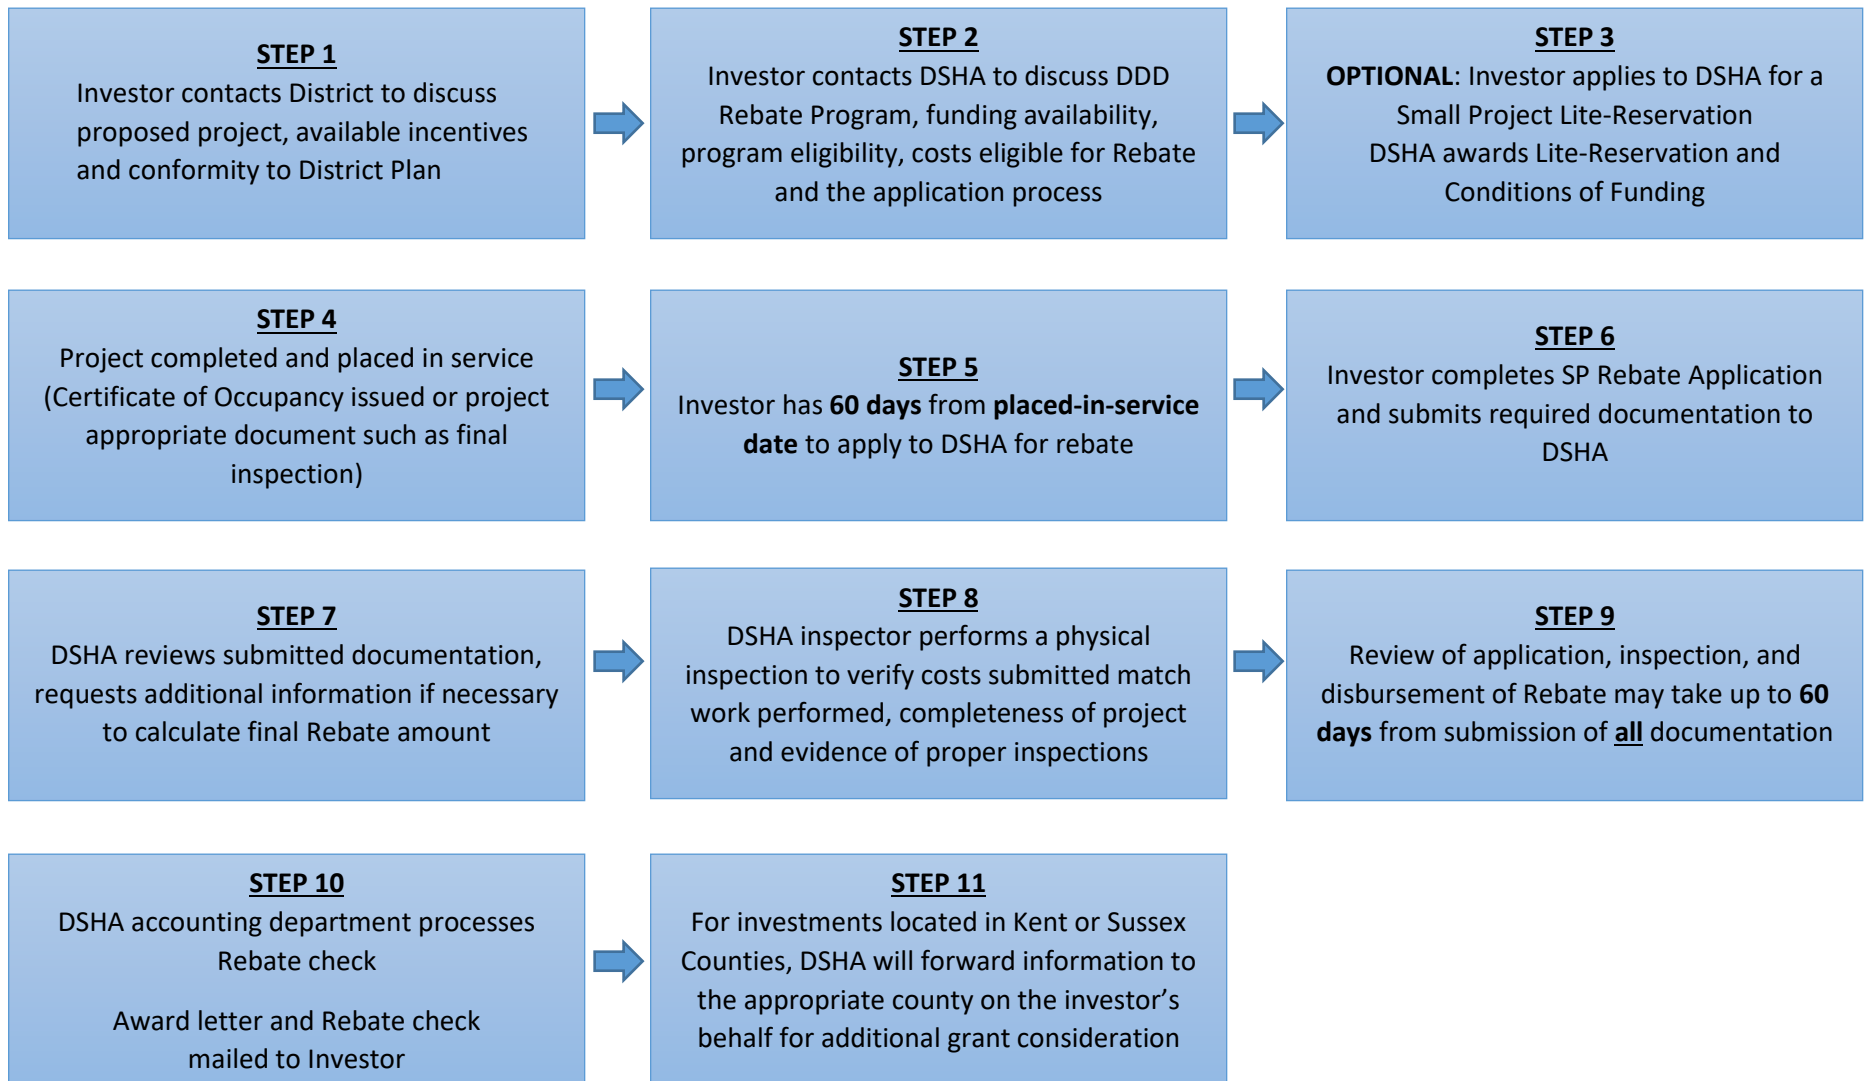 STEP 1
Investor contacts District to discuss
proposed project, available incentives
and conformity to District Plan
STEP 2
Investor contacts DSHA to discuss DDD
Rebate Program, funding availability,
program eligibility, costs eligible for Rebate
and the application process
STEP 3
OPTIONAL: Investor applies to DSHA for a
Small Project Lite-Reservation
DSHA awards Lite-Reservation and
Conditions of Funding
STEP 4
Project completed and placed in service
(Certificate of Occupancy issued or project
appropriate document such as final
inspection)
STEP 5
Investor has 60 days from placed-in-service
date to apply to DSHA for rebate
STEP 6
Investor completes SP Rebate Application
and submits required documentation to
DSHA
STEP 7
DSHA reviews submitted documentation,
requests additional information if necessary
to calculate final Rebate amount
STEP 8
DSHA inspector performs a physical
inspection to verify costs submitted match
work performed, completeness of project
and evidence of proper inspections
STEP 9
Review of application, inspection, and
disbursement of Rebate may take up to 60
days from submission of all documentation
STEP 10
DSHA accounting department processes
Rebate check
Award letter and Rebate check
mailed to Investor
STEP 11
For investments located in Kent or Sussex
Counties, DSHA will forward information to
the appropriate county on the investor’s
behalf for additional grant consideration